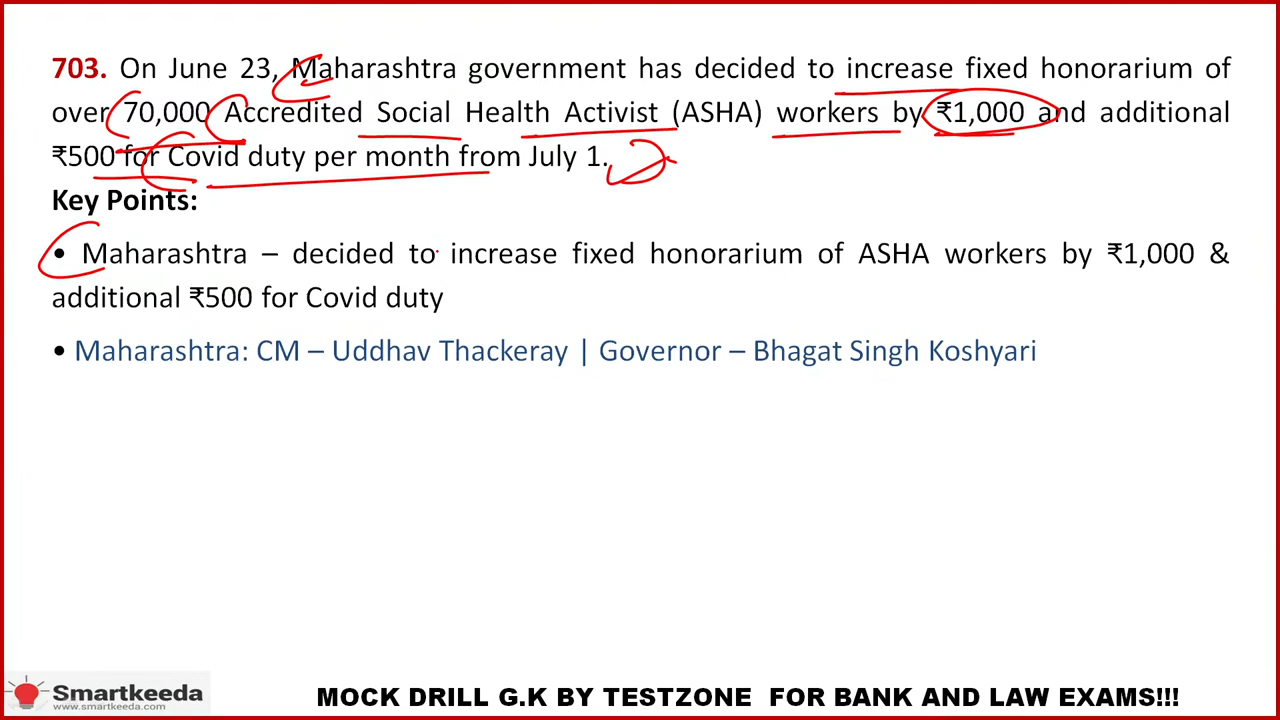 703. On June 23, Maharashtra government has decided to increase fixed honorarium of
over 70,000 Accredited Social Health Activist (ASHA) workers by ₹1,000 and additional
₹500 for Covid duty per month from July 1.
Key Points:
• Maharashtra – decided to increase fixed honorarium of ASHA workers by ₹1,000 &
additional ₹500 for Covid duty
• Maharashtra: CM – Uddhav Thackeray | Governor – Bhagat Singh Koshyari
Smartkeeda
www.smartkeeda.com
MOCK DRILL G.K BY TESTZONE FOR BANK AND LAW EXAMS!!!